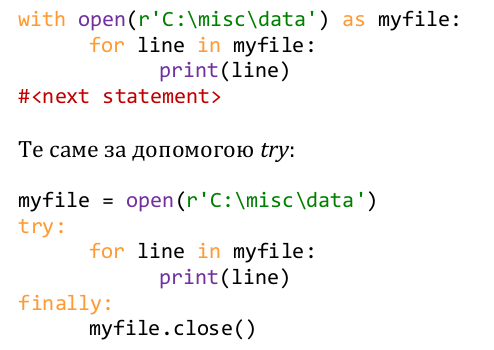 with open(r'C:\misc\data') as myfile:
for line in myfile:
print(line)
#<next statement>
Те саме за допомогою try:
myfile = open(r'C:\misc\data')
try:
for line in myfile:
print(line)
finally:
myfile.close()